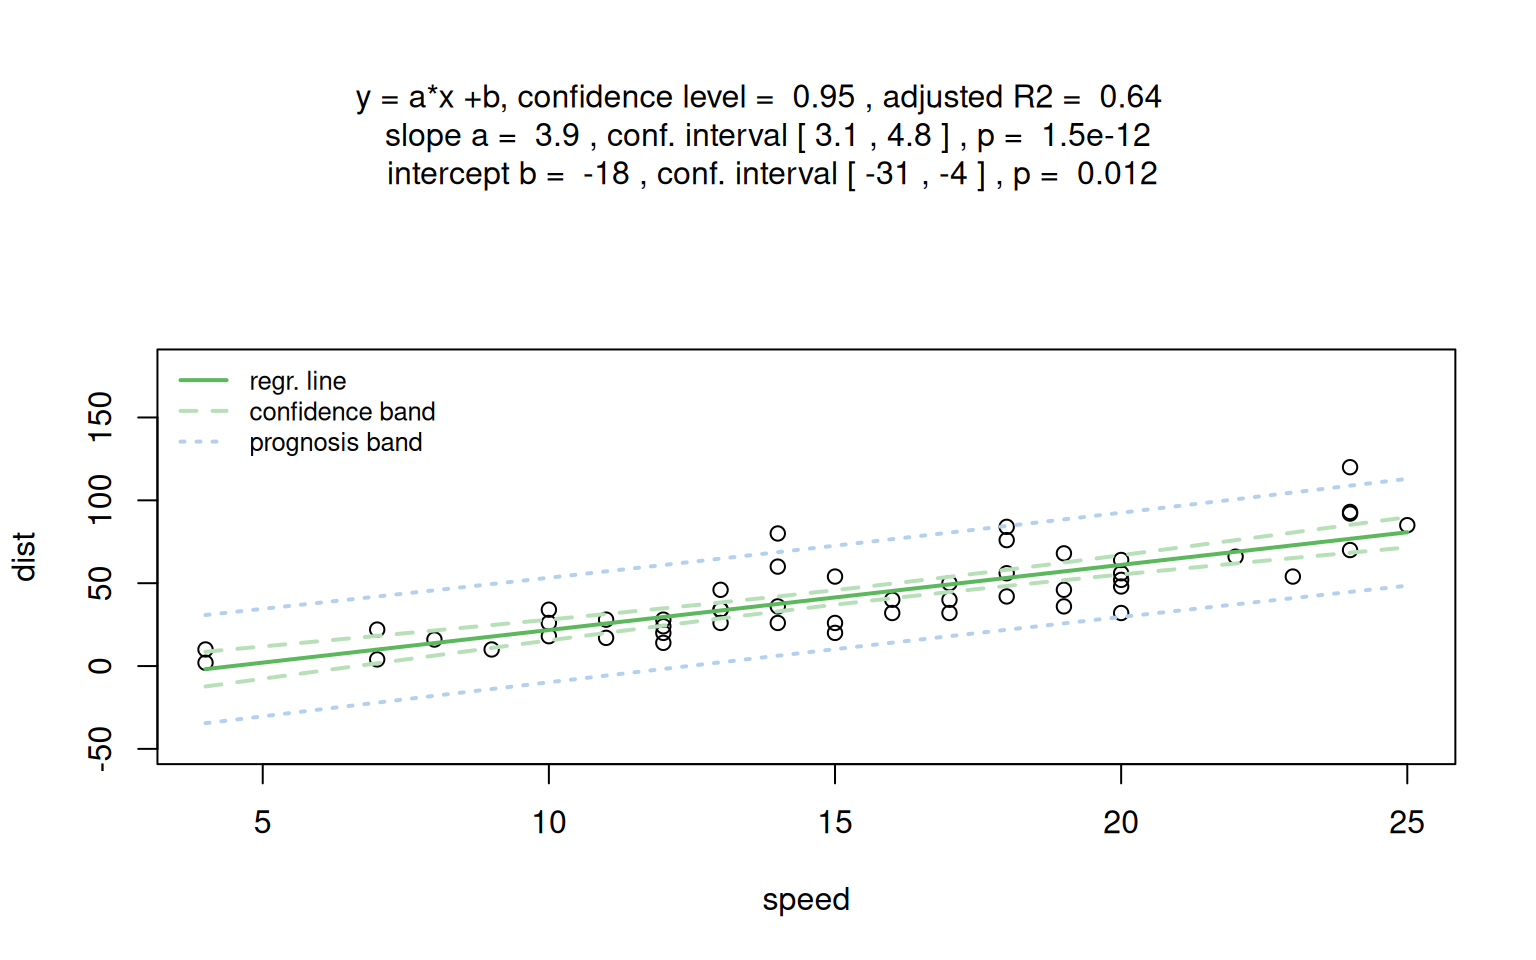 y = a*x +b, confidence level =  0.95 , adjusted R2 =  0.64
slope a =  3.9 , conf. interval [ 3.1 , 4.8 ] , p =  1.5e-12
intercept b =  -18 , conf. interval [ -31 , -4 ] , p =  0.012
regr. line
confidence band
prognosis band
150
100
50
0
-50
dist
5 10 15 20 25
speed